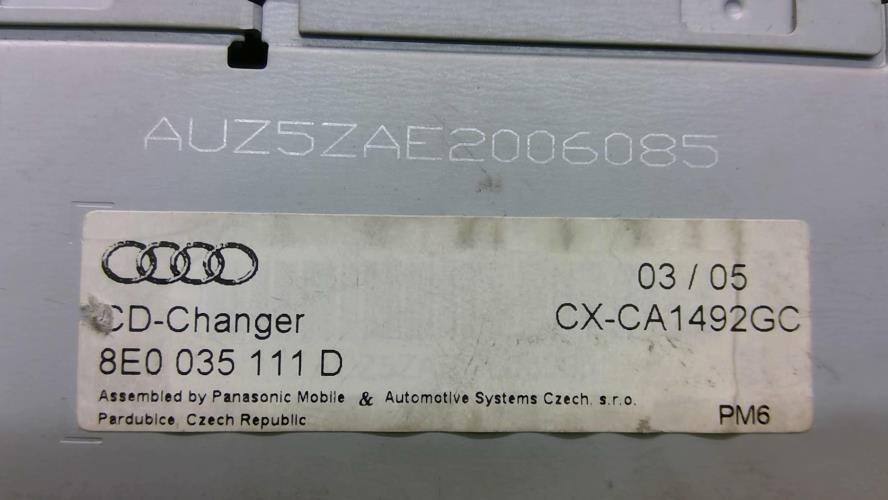 AUZ5ZAE2006085
03 / 05
CD-Changer
CX-CA1492GC
8E0 035 111 D
Assembled by Panasonic Mobile & Automotive Systems Czech, s.r.o.
Pardubice, Czech Republic
PM6